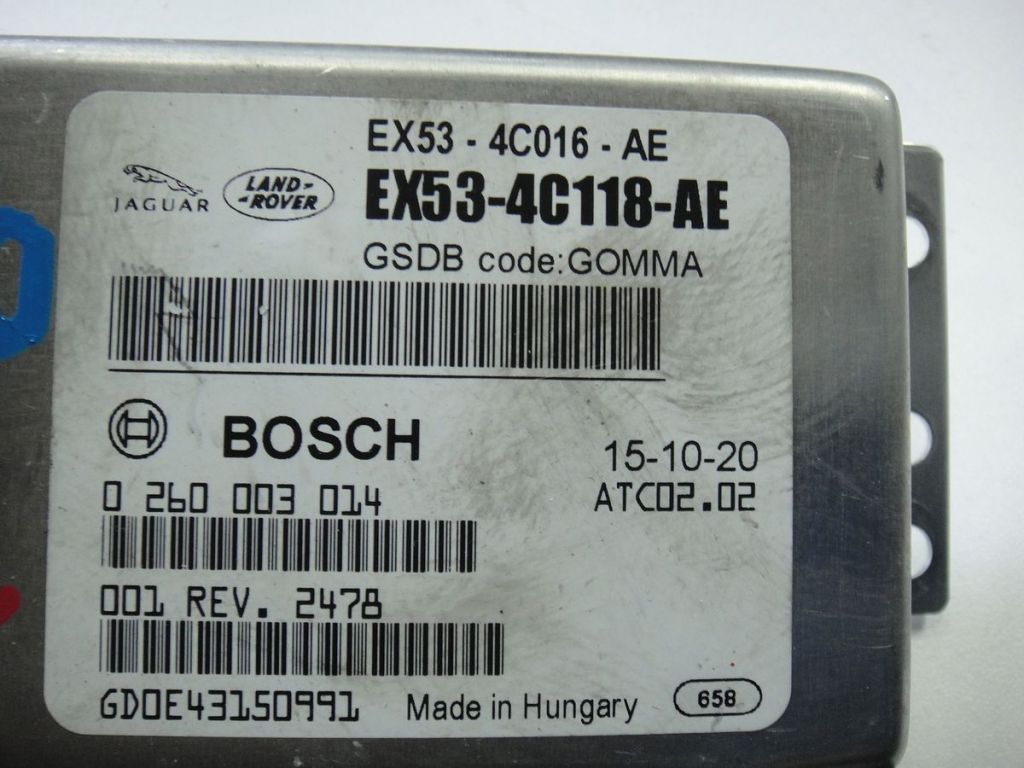 EX53 - 4C016 - AE
JAGUAR
LAND-
-ROVER
EX53-4C118-AE
GSDB code:GOMMA
BOSCH
15-10-20
0 260 003 014
ATC02.02
001 REV. 2478
GD0E43150991
Made in Hungary
658